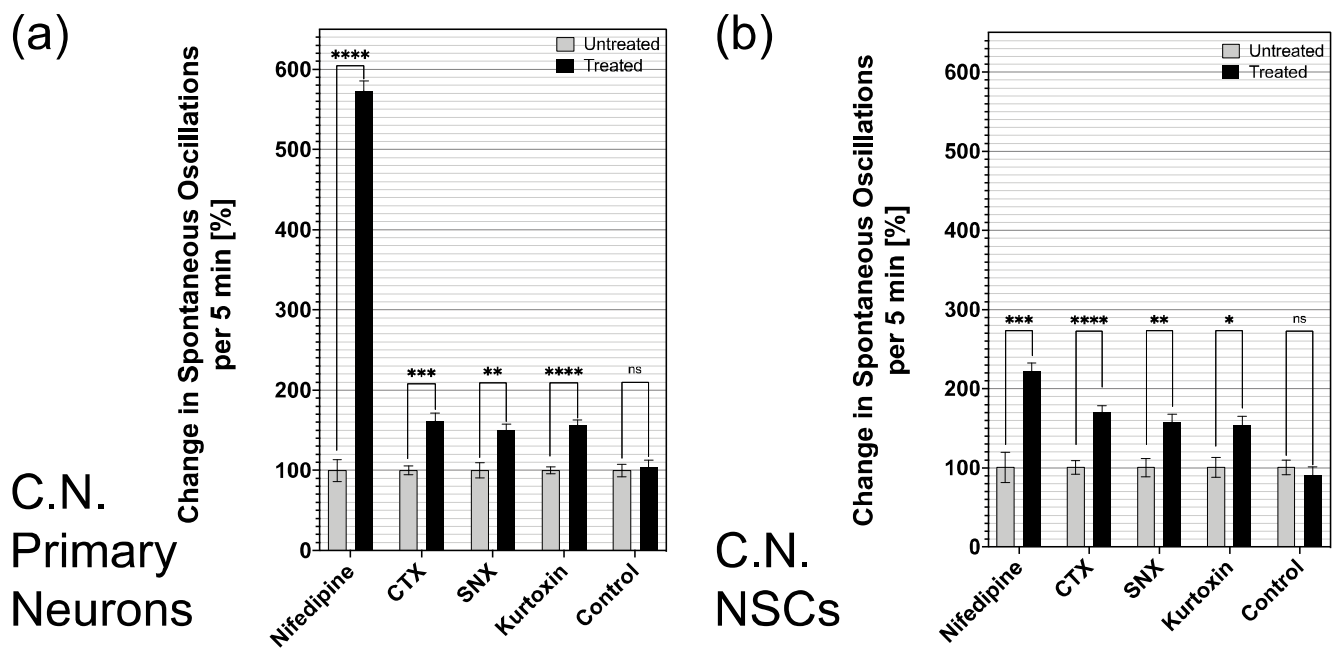 (a)
Change in Spontaneous Oscillations
per 5 min [%]
Untreated
Treated
600
500
400
300
200
100
0
****
***
**
****
ns
Nifedipine
CTX
SNX
Kurtoxin
Control
C.N.
Primary
Neurons
(b)
Change in Spontaneous Oscillations
per 5 min [%]
Untreated
Treated
600
500
400
300
200
100
0
***
****
**
*
ns
Nifedipine
CTX
SNX
Kurtoxin
Control
C.N.
NSCs